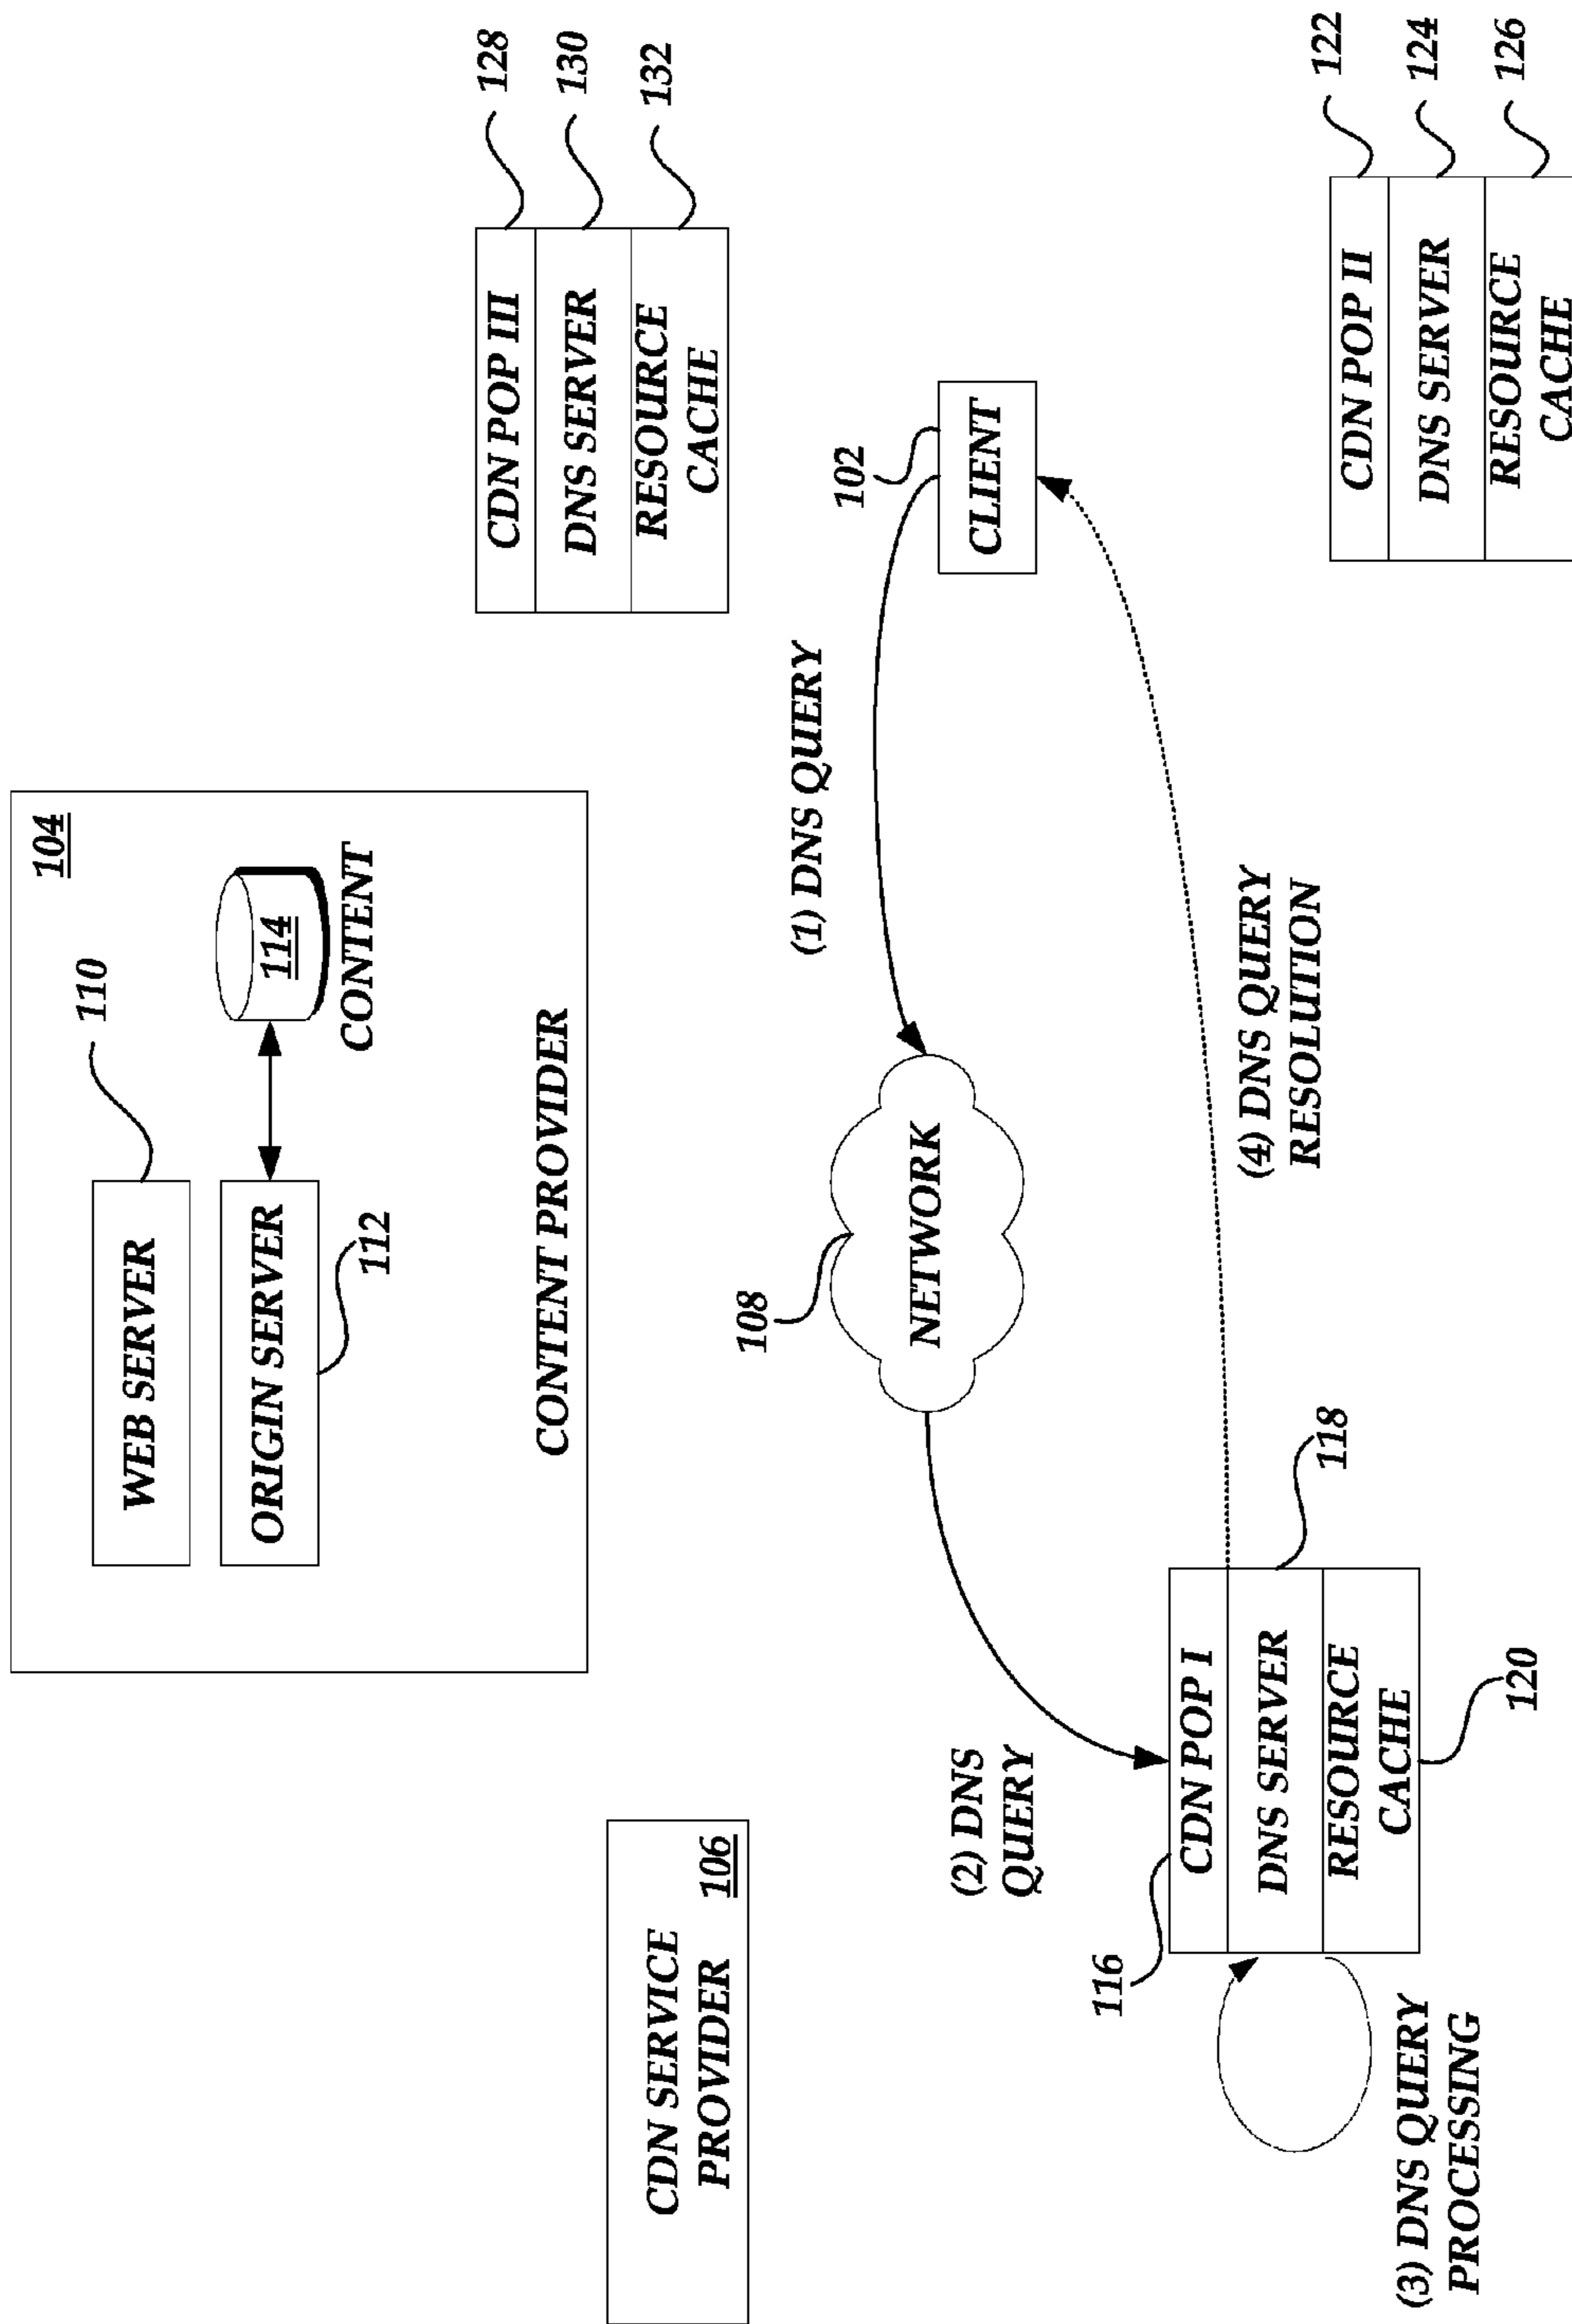 104
WEB SERVER
110
ORIGIN SERVER
112
114
CONTENT
CONTENT PROVIDER
CDN SERVICE
PROVIDER
106
CDN POP III
128
DNS SERVER
130
RESOURCE
CACHE
132
108
NETWORK
(1) DNS QUERY
102
CLIENT
(2) DNS
QUERY
116
CDN POP I
DNS SERVER
118
RESOURCE
CACHE
120
(3) DNS QUERY
PROCESSING
(4) DNS QUERY
RESOLUTION
CDN POP II
122
DNS SERVER
124
RESOURCE
CACHE
126